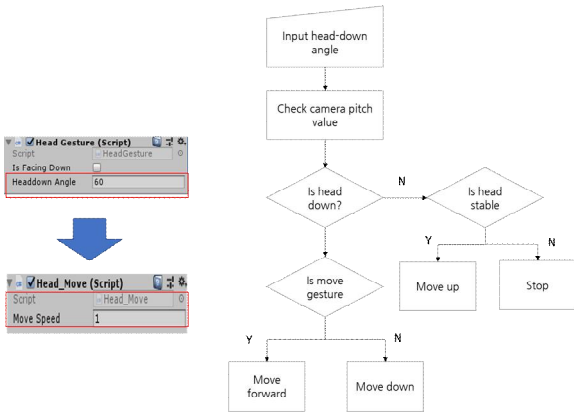 Input head-down
angle
Check camera pitch
value
Head Gesture (Script)
Script HeadGesture
Is Facing Down
Headdown Angle 60
Is head
down?
N
Is head
stable
Y
N
Head_Move (Script)
Script Head_Move
Move Speed 1
Is move
gesture
Move up
Stop
Y
N
Move
forward
Move down